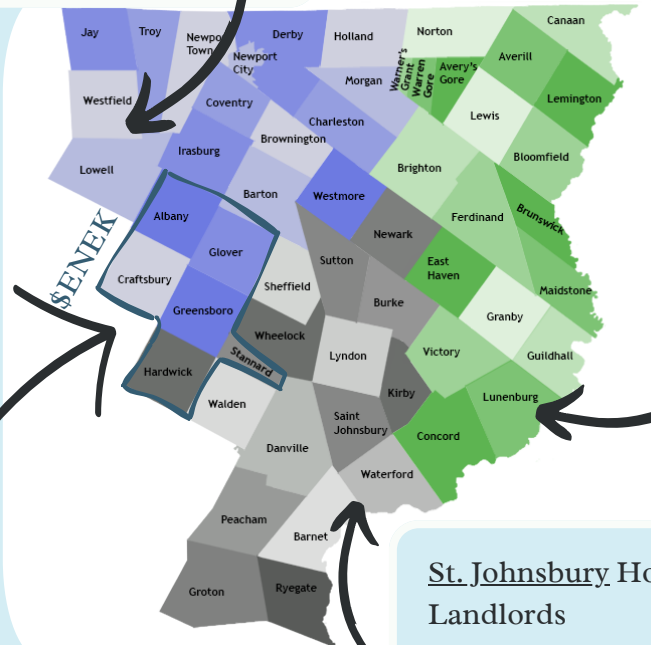 Canaan
Jay
Troy
Newport
Town
Derby
Holland
Norton
Newport
City
Averill
Morgan
Warner's
Grant
Warren
Gore
Avery's
Gore
Westfield
Coventry
Lemington
Charleston
Lewis
Brownington
Irasburg
Bloomfield
Lowell
Brighton
Barton
Westmore
Albany
Ferdinand
Brunswick
Newark
Glover
Sutton
East
Haven
$ENEK
Craftsbury
Sheffield
Maidstone
Burke
Greensboro
Granby
Wheelock
Victory
Lyndon
Guildhall
Stannard
Hardwick
Kirby
Lunenburg
Walden
Saint
Johnsbury
Concord
Danville
Waterford
Peacham
Barnet
St. Johnsbury
Landlords
Groton
Ryegate